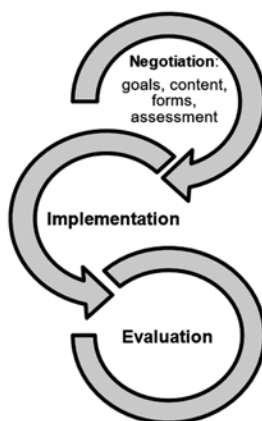 Negotiation:
goals, content,
forms,
assessment
Implementation
Evaluation